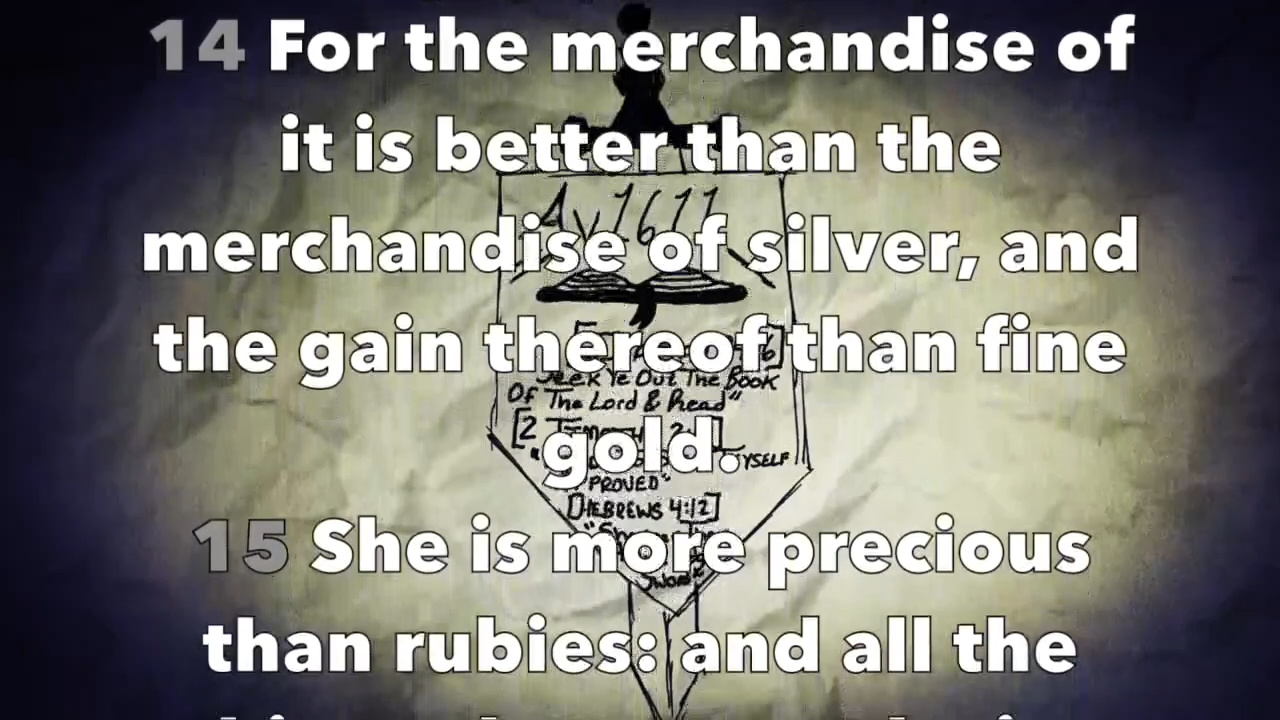 14 For the merchandise of
it is better than the
merchandise of silver, and
the gain thereof than fine
gold.
15 She is more precious
than rubies: and all the
AV1611
Seek Ye Out The Book
Of The Lord & Read"
[2
PROVED"
[HEBREWS 4:12]
Sword"